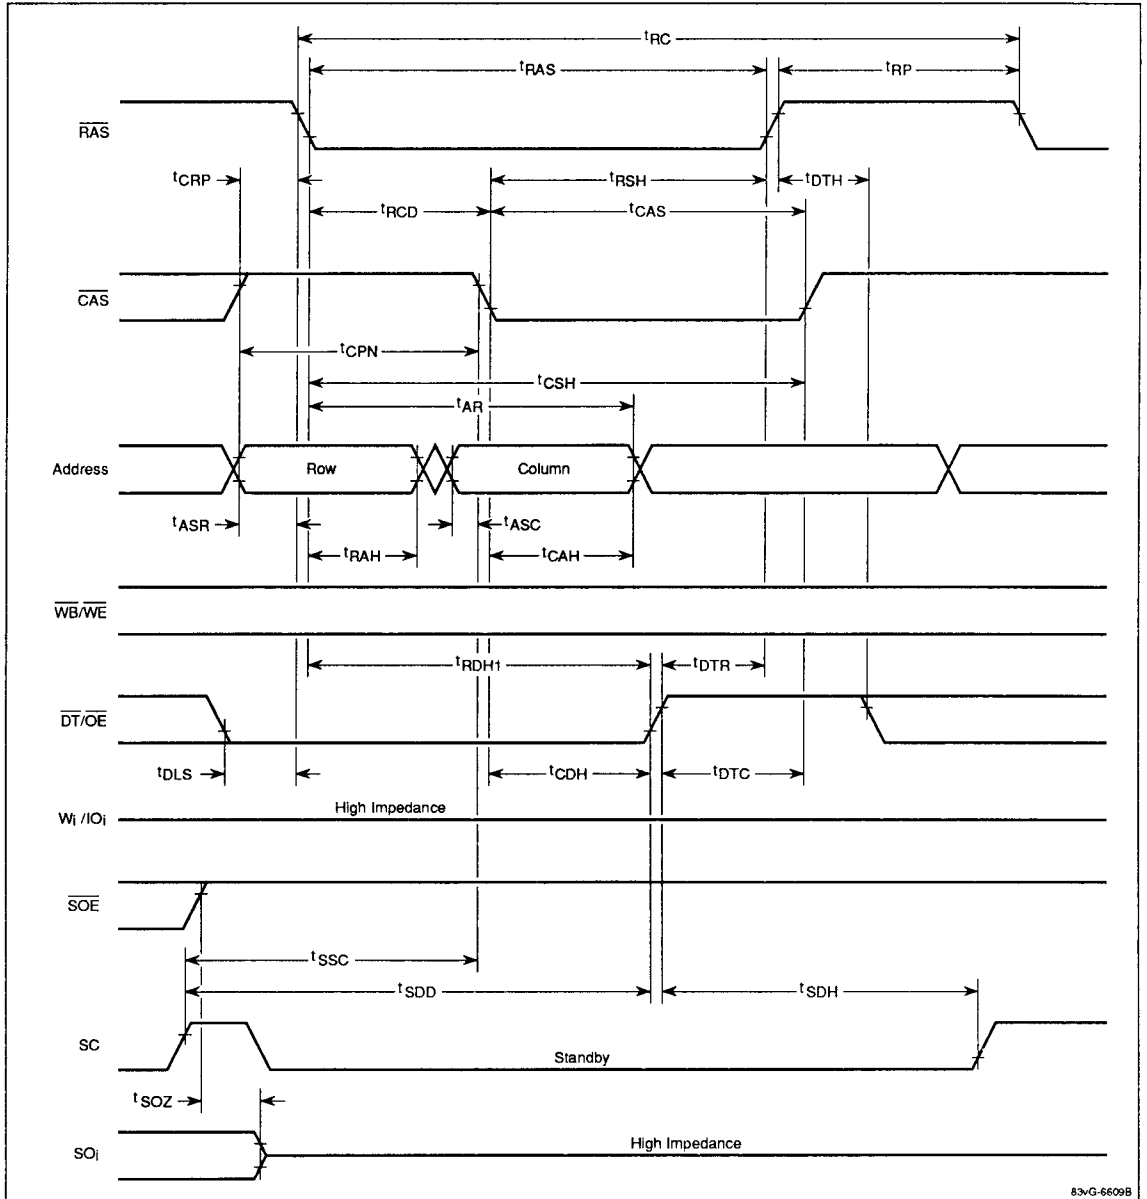 tRC
tRAS
tRP
RAS
tCRP
tRSH
tDTH
tRCD
tCAS
CAS
tCPN
tCSH
tAR
Address
Row
Column
tASR
tASC
tRAH
tCAH
WB/WE
tRDH1
tDTR
DT/OE
tDLS
tCDH
tDTC
High Impedance
Wi /IOi
SOE
tSSC
tSDD
tSDH
SC
Standby
tSOZ
SOi
High Impedance
83vG-6609B